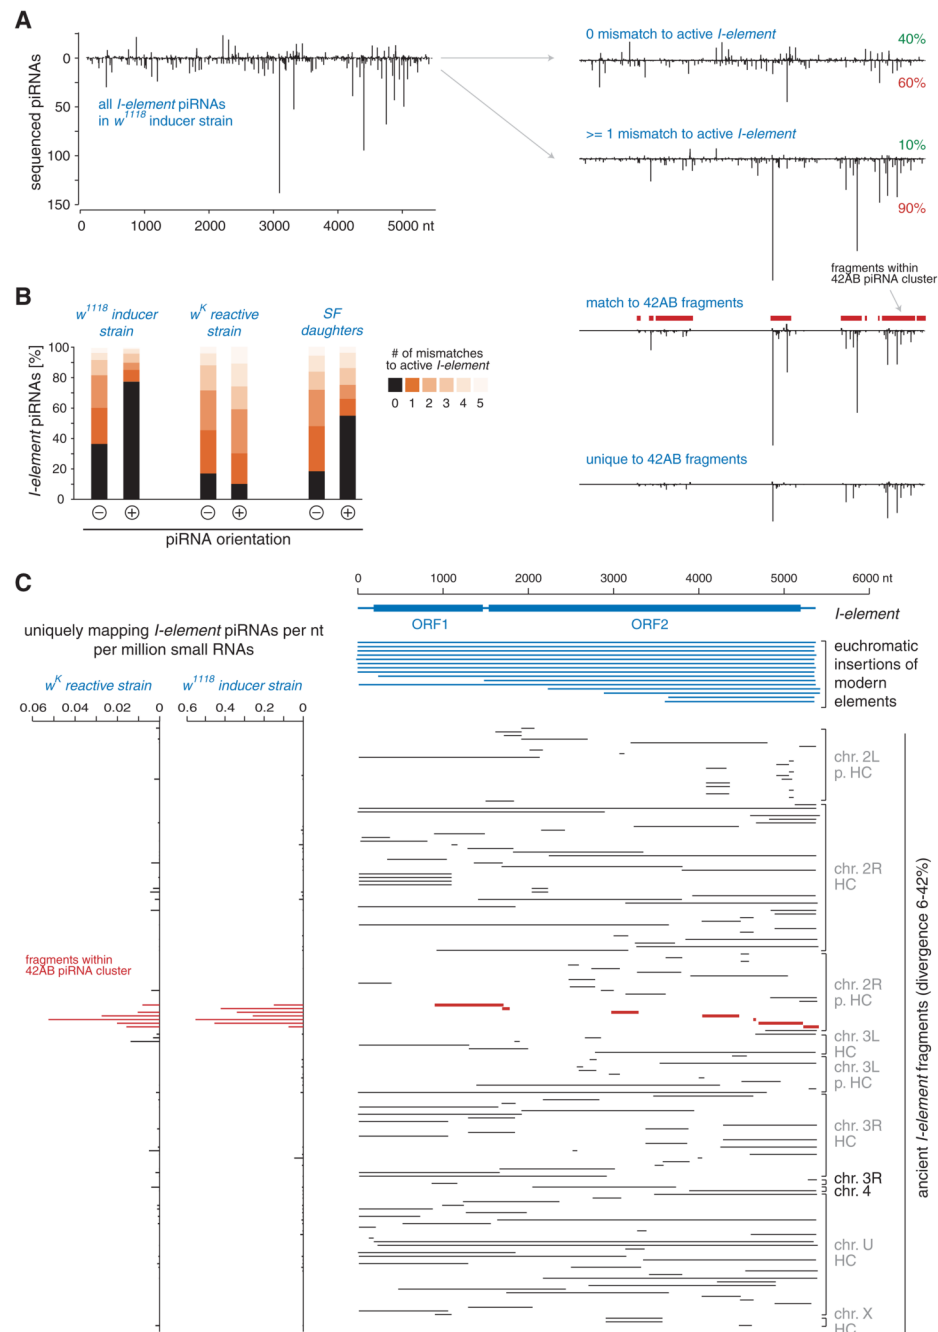 A
sequenced piRNAs
0
50
100
150
all I-element piRNAs
in w1118 inducer strain
0 1000 2000 3000 4000 5000 nt
0 mismatch to active I-element
40%
60%
>= 1 mismatch to active I-element
10%
90%
fragments within
42AB piRNA cluster
match to 42AB fragments
unique to 42AB fragments
B
w1118 inducer
strain
wK reactive
strain
SF
daughters
I-element piRNAs [%]
100
80
60
40
20
0
− + − + − +
piRNA orientation
# of mismatches
to active I-element
0 1 2 3 4 5
C
0 1000 2000 3000 4000 5000 6000 nt
I-element
ORF1 ORF2
uniquely mapping I-element piRNAs per nt
per million small RNAs
wK reactive strain w1118 inducer strain
0.06 0.04 0.02 0 0.6 0.4 0.2 0
euchromatic
insertions of
modern
elements
fragments within
42AB piRNA cluster
chr. 2L
p. HC
chr. 2R
HC
chr. 2R
p. HC
chr. 3L
HC
chr. 3L
p. HC
chr. 3R
HC
chr. 3R
chr. 4
chr. U
HC
chr. X
HC
ancient I-element fragments (divergence 6-42%)